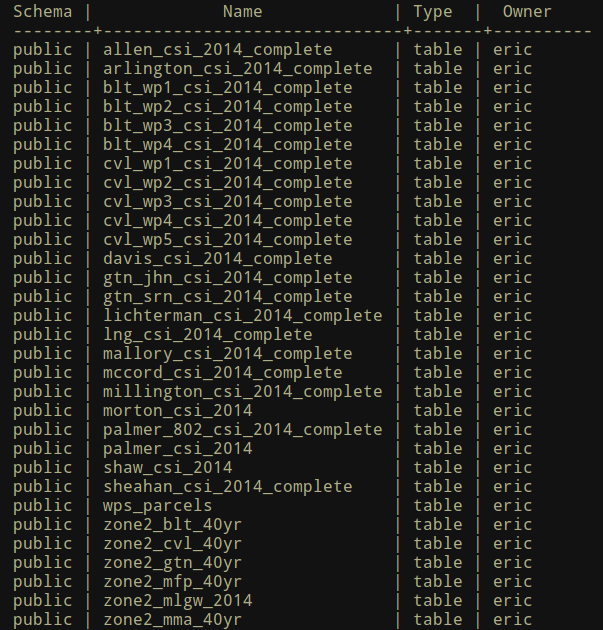 Schema |             Name             | Type  |  Owner
--------+------------------------------+-------+----------
public | allen_csi_2014_complete      | table | eric
public | arlington_csi_2014_complete  | table | eric
public | blt_wp1_csi_2014_complete    | table | eric
public | blt_wp2_csi_2014_complete    | table | eric
public | blt_wp3_csi_2014_complete    | table | eric
public | blt_wp4_csi_2014_complete    | table | eric
public | cvl_wp1_csi_2014_complete    | table | eric
public | cvl_wp2_csi_2014_complete    | table | eric
public | cvl_wp3_csi_2014_complete    | table | eric
public | cvl_wp4_csi_2014_complete    | table | eric
public | cvl_wp5_csi_2014_complete    | table | eric
public | davis_csi_2014_complete      | table | eric
public | gtn_jhn_csi_2014_complete    | table | eric
public | gtn_srn_csi_2014_complete    | table | eric
public | lichterman_csi_2014_complete | table | eric
public | lng_csi_2014_complete        | table | eric
public | mallory_csi_2014_complete    | table | eric
public | mccord_csi_2014_complete     | table | eric
public | millington_csi_2014_complete | table | eric
public | morton_csi_2014              | table | eric
public | palmer_802_csi_2014_complete | table | eric
public | palmer_csi_2014              | table | eric
public | shaw_csi_2014                | table | eric
public | sheahan_csi_2014_complete    | table | eric
public | wps_parcels                  | table | eric
public | zone2_blt_40yr               | table | eric
public | zone2_cvl_40yr               | table | eric
public | zone2_gtn_40yr               | table | eric
public | zone2_mfp_40yr               | table | eric
public | zone2_mlgw_2014              | table | eric
public | zone2_mma_40yr               | table | eric